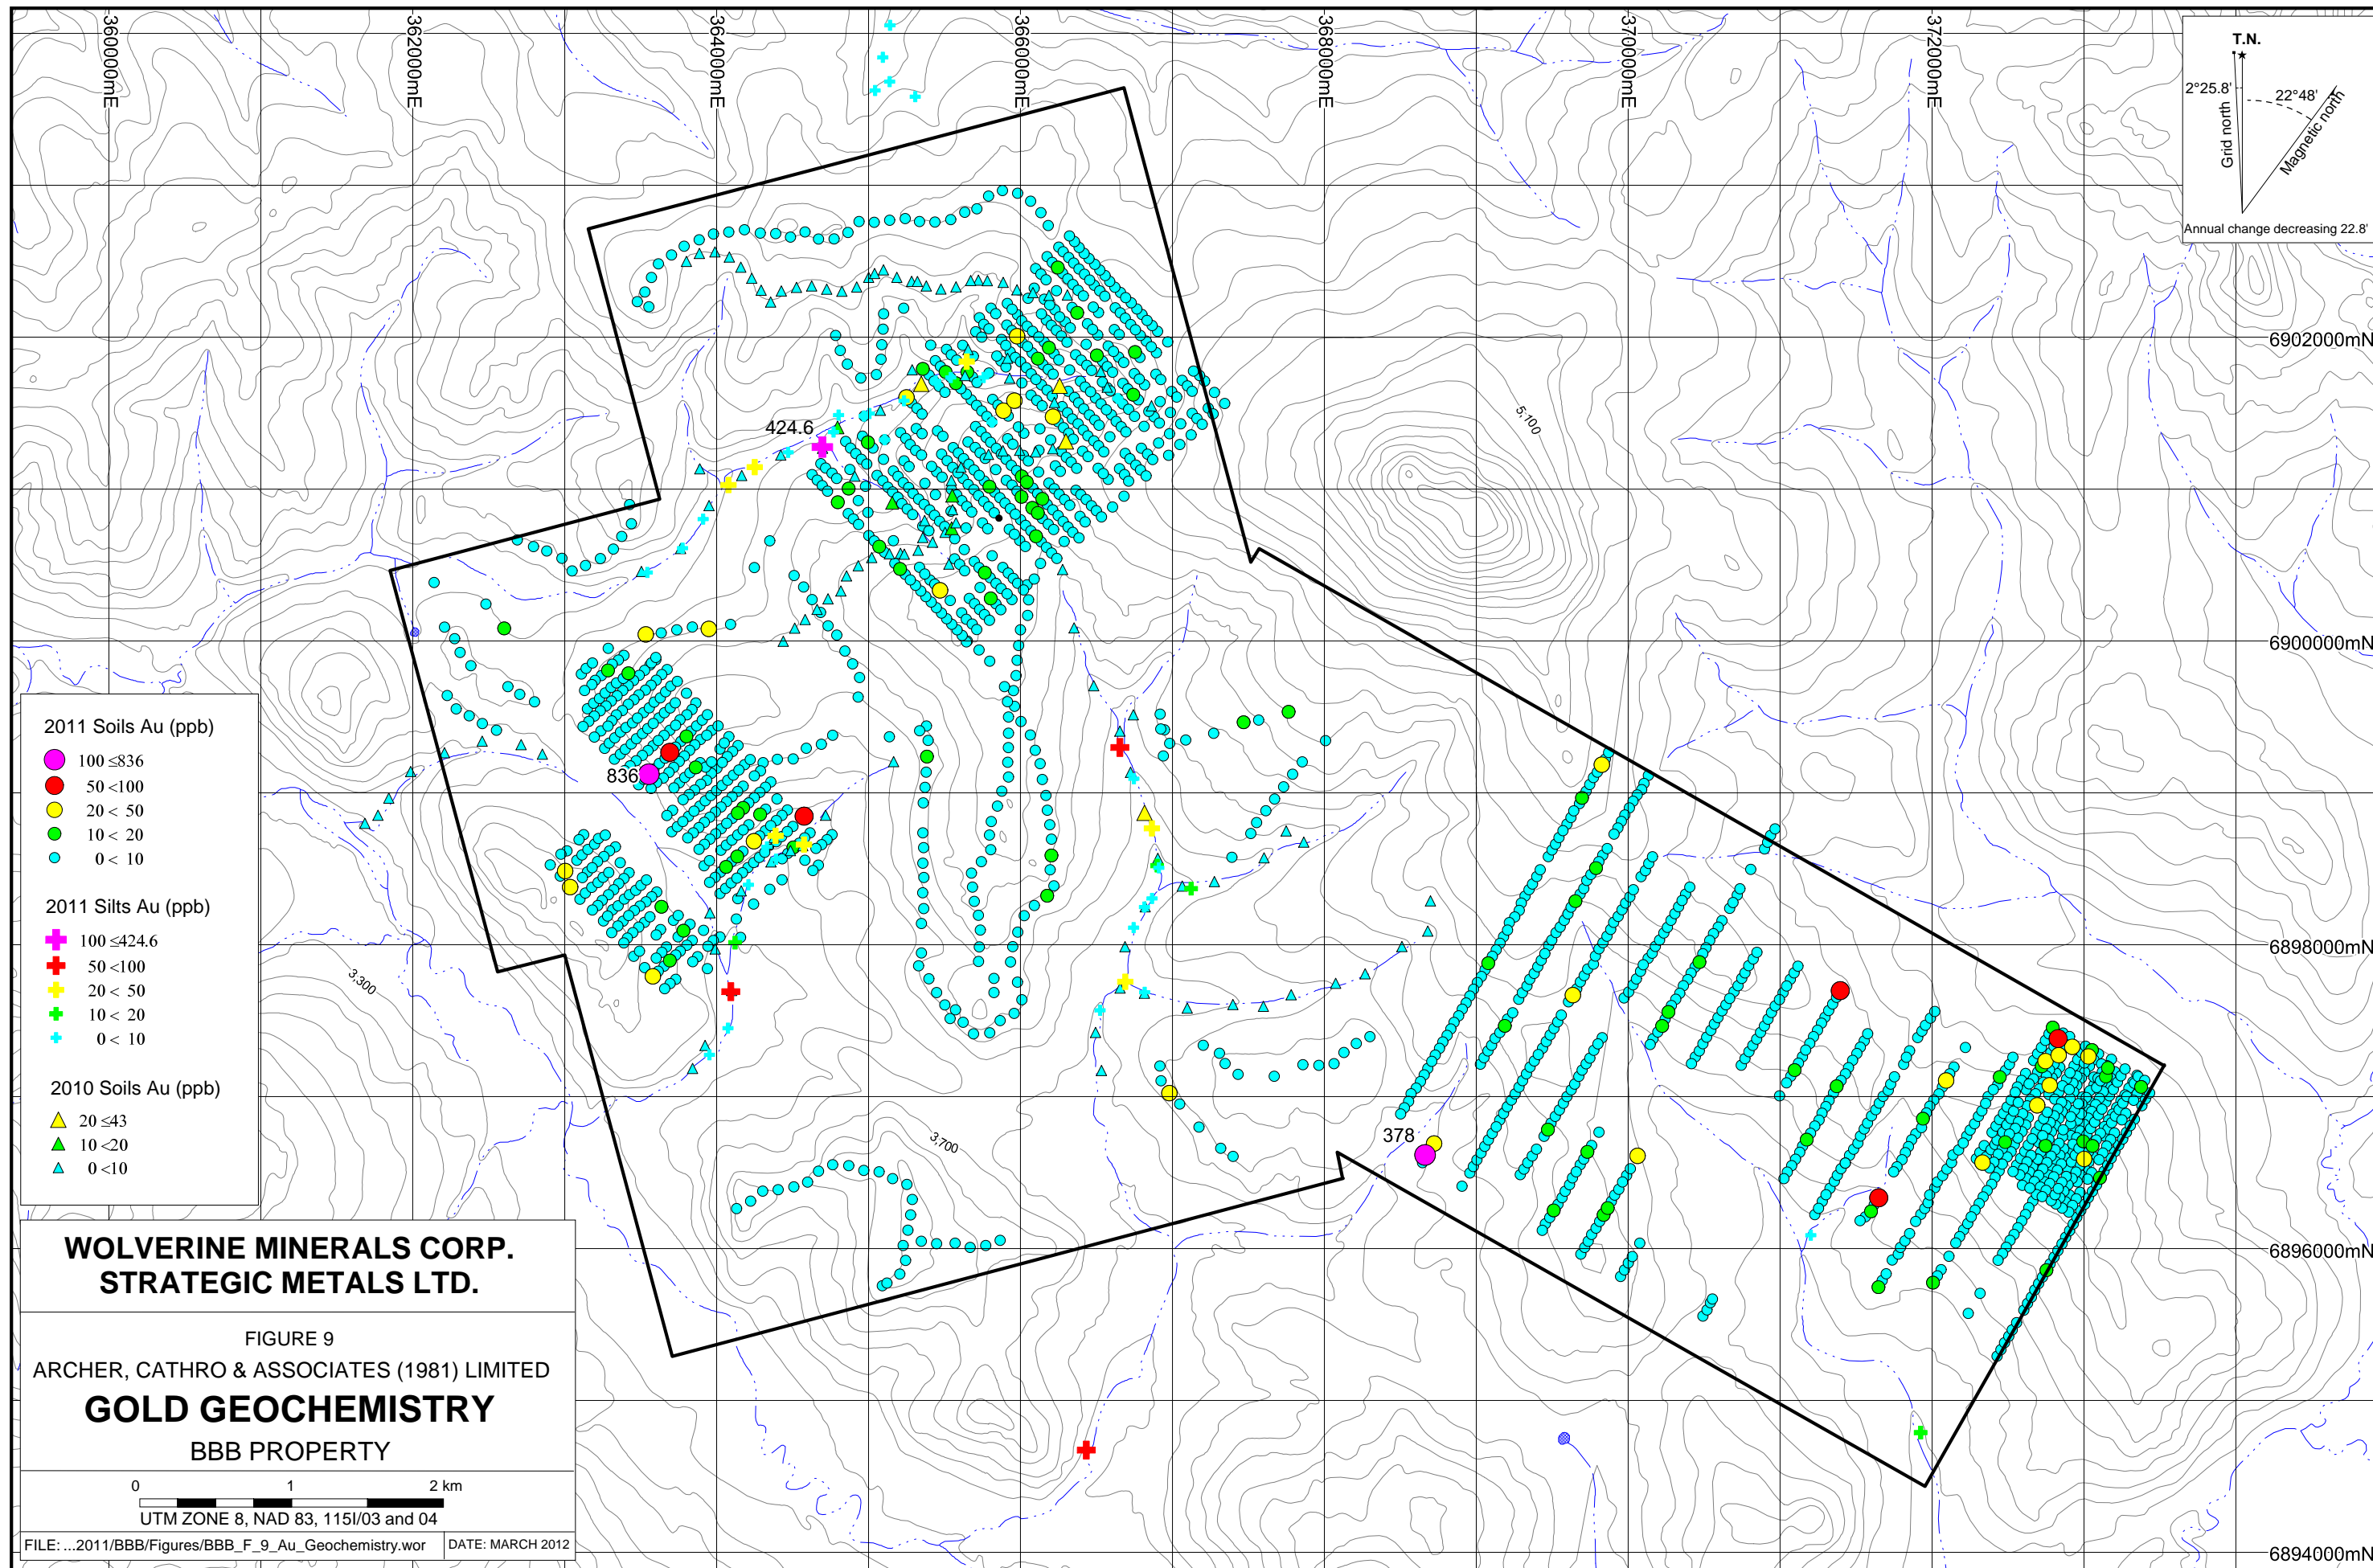 360000mE
362000mE
364000mE
366000mE
368000mE
370000mE
372000mE
T.N.
2°25.8'
22°48'
Grid north
Magnetic north
Annual change decreasing 22.8'
6902000mN
5,100
424.6
6900000mN
2011 Soils Au (ppb)
100 ≤836
50 <100
20 < 50
10 < 20
0 < 10
836
2011 Silts Au (ppb)
100 ≤424.6
50 <100
20 < 50
10 < 20
0 < 10
6898000mN
3,300
2010 Soils Au (ppb)
20 ≤43
10 <20
0 <10
3,700
378
6896000mN
WOLVERINE MINERALS CORP.
STRATEGIC METALS LTD.
FIGURE 9
ARCHER, CATHRO & ASSOCIATES (1981) LIMITED
GOLD GEOCHEMISTRY
BBB PROPERTY
0 1 2 km
UTM ZONE 8, NAD 83, 115I/03 and 04
FILE: ...2011/BBB/Figures/BBB_F_9_Au_Geochemistry.wor DATE: MARCH 2012
6894000mN